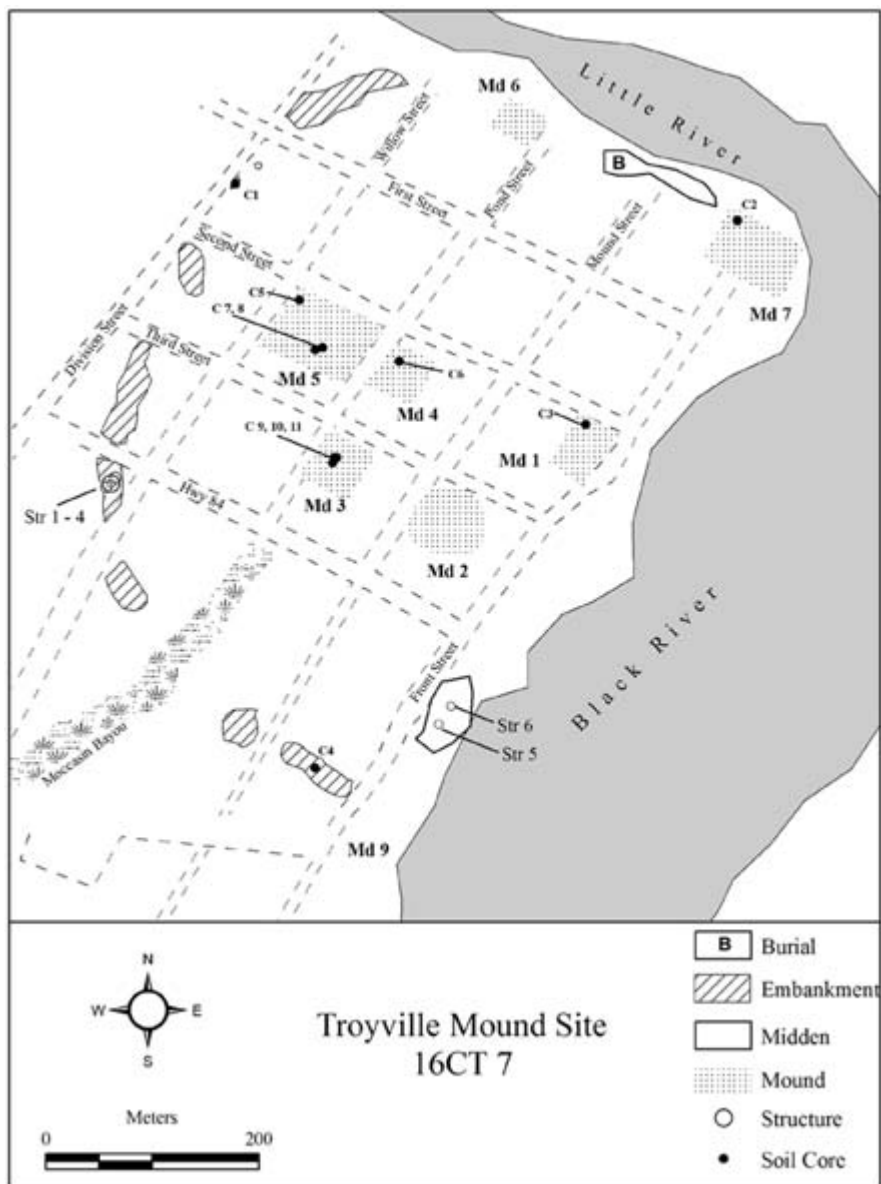 Little River
Md 6
Willow Street
B
Pond Street
First Street
C1
C2
Mound Street
Second Street
C5
Md 7
C 7, 8
Division Street
Third Street
Md 5
C6
Md 4
C3
C 9, 10, 11
Md 1
Hwy 84
Md 3
Str 1 - 4
Md 2
Black River
Front Street
Str 6
Str 5
Moccasin Bayou
C4
Md 9
N
W E
S
Troyville Mound Site
16CT 7
Meters
0 200
B Burial
Embankment
Midden
Mound
Structure
Soil Core